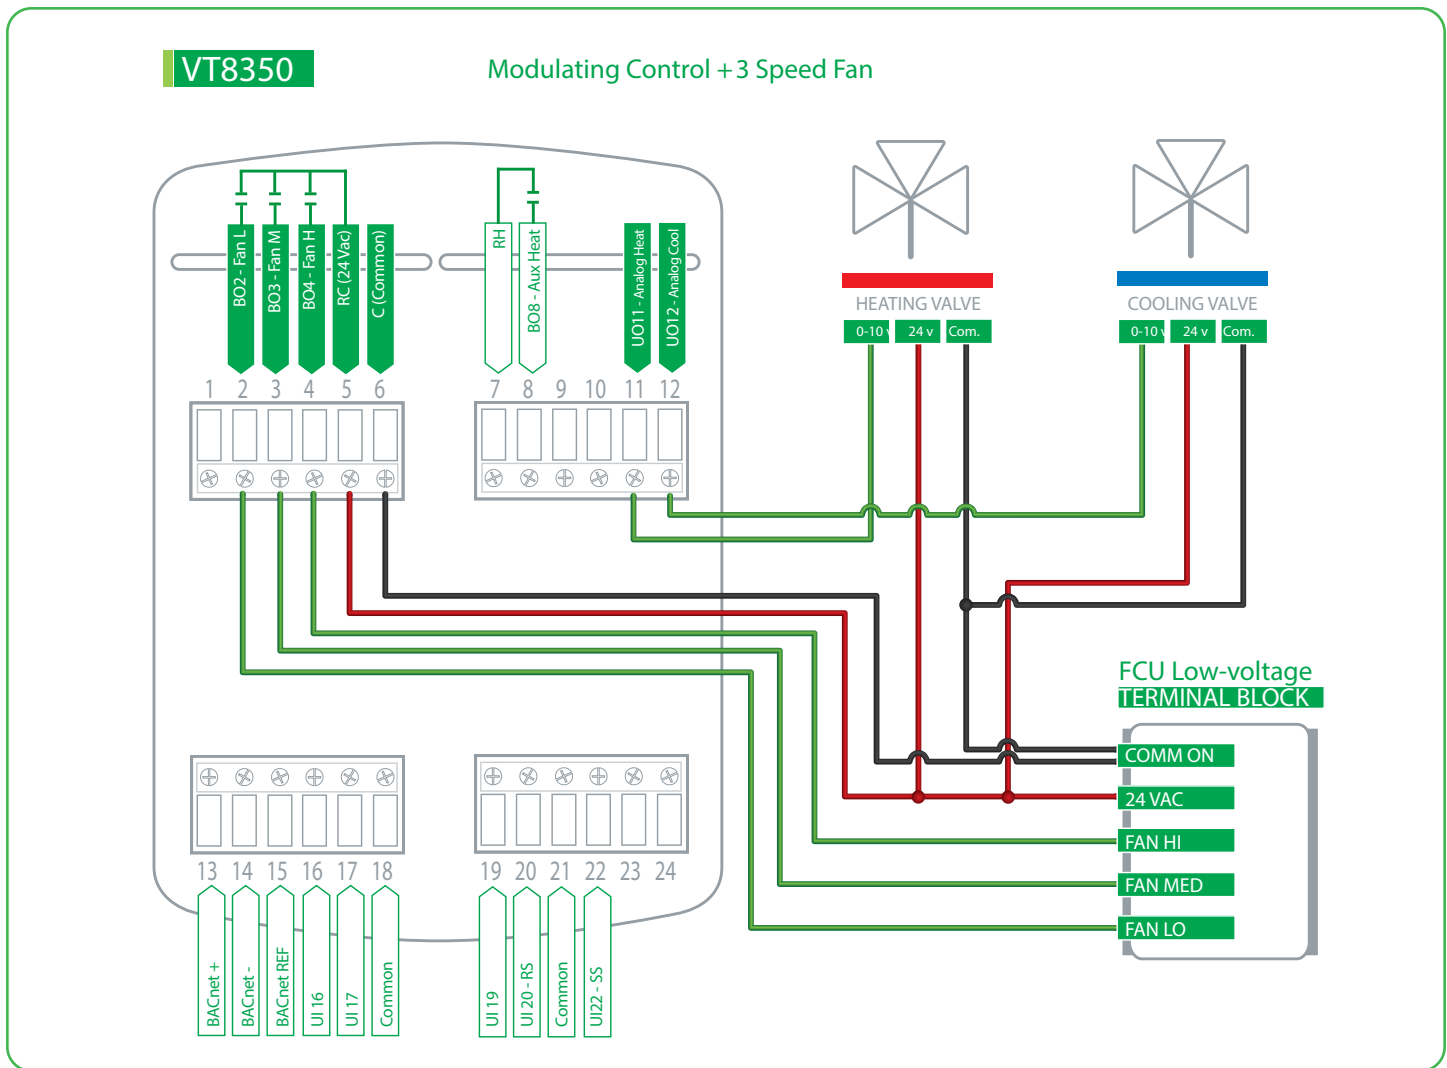 VT8350
Modulating Control + 3 Speed Fan
BO2 - Fan L
BO3 - Fan M
BO4 - Fan H
RC (24 Vac)
C (Common)
RH
BO8 - Aux Heat
UO11 - Analog Heat
UO12 - Analog Cool
HEATING VALVE
0-10 v
24 v
Com.
COOLING VALVE
0-10 v
24 v
Com.
1 2 3 4 5 6
7 8 9 10 11 12
FCU Low-voltage
TERMINAL BLOCK
COMM ON
24 VAC
FAN HI
FAN MED
FAN LO
13 14 15 16 17 18
19 20 21 22 23 24
BACnet +
BACnet -
BACnet REF
UI 16
UI 17
Common
UI 19
UI 20 - RS
Common
UI22 - SS